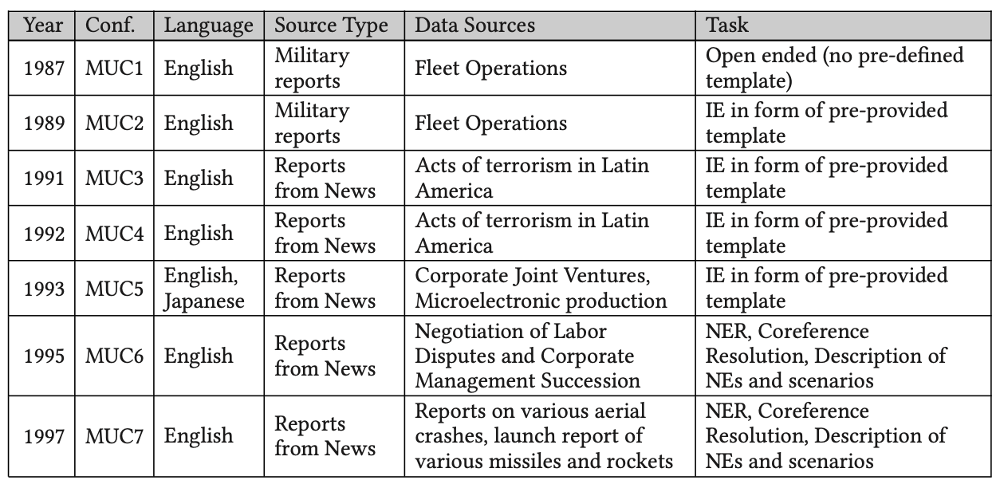 Year Conf. Language Source Type Data Sources Task
1987 MUC1 English Military reports Fleet Operations Open ended (no pre-defined template)
1989 MUC2 English Military reports Fleet Operations IE in form of pre-provided template
1991 MUC3 English Reports from News Acts of terrorism in Latin America IE in form of pre-provided template
1992 MUC4 English Reports from News Acts of terrorism in Latin America IE in form of pre-provided template
1993 MUC5 English, Japanese Reports from News Corporate Joint Ventures, Microelectronic production IE in form of pre-provided template
1995 MUC6 English Reports from News Negotiation of Labor Disputes and Corporate Management Succession NER, Coreference Resolution, Description of NEs and scenarios
1997 MUC7 English Reports from News Reports on various aerial crashes, launch report of various missiles and rockets NER, Coreference Resolution, Description of NEs and scenarios